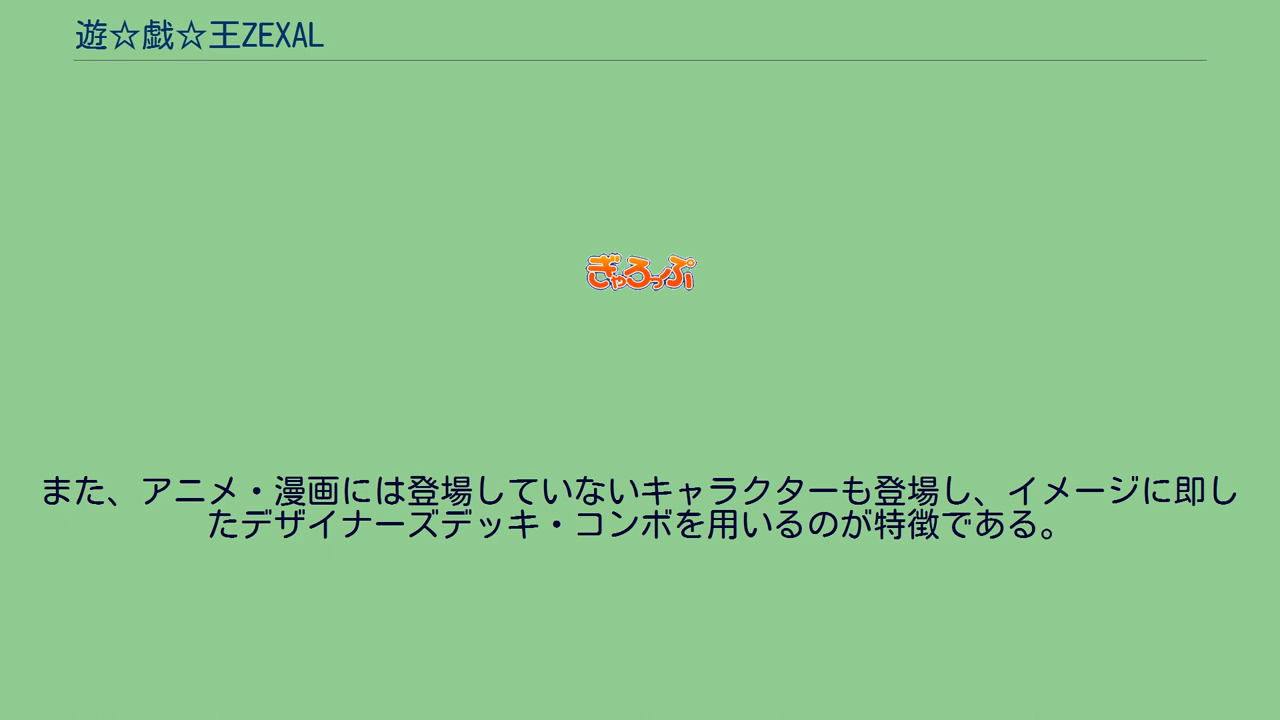 遊☆戯☆王ZEXAL
ぎゃろっぷ
また、アニメ・漫画には登場していないキャラクターも登場し、イメージに即し
たデザイナーズデッキ・コンボを用いるのが特徴である。